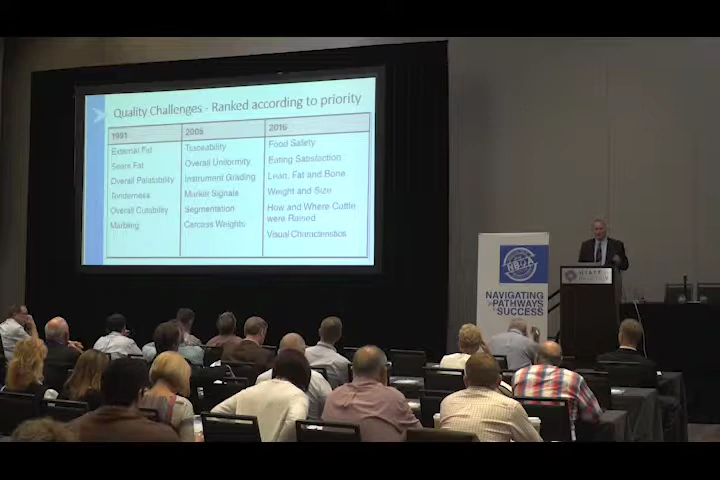 Quality Challenges - Ranked according to priority
1991
External Fat
Seam Fat
Overall Palatability
Tenderness
Overall Cutability
Marbling
2005
Traceability
Overall Uniformity
Instrument Grading
Market Signals
Segmentation
Carcass Weights
2016
Food Safety
Eating Satisfaction
Lean, Fat and Bone
Weight and Size
How and Where Cattle
were Raised
Visual Characteristics
NBQA
NAVIGATING
PATHWAYS
SUCCESS
HYATT